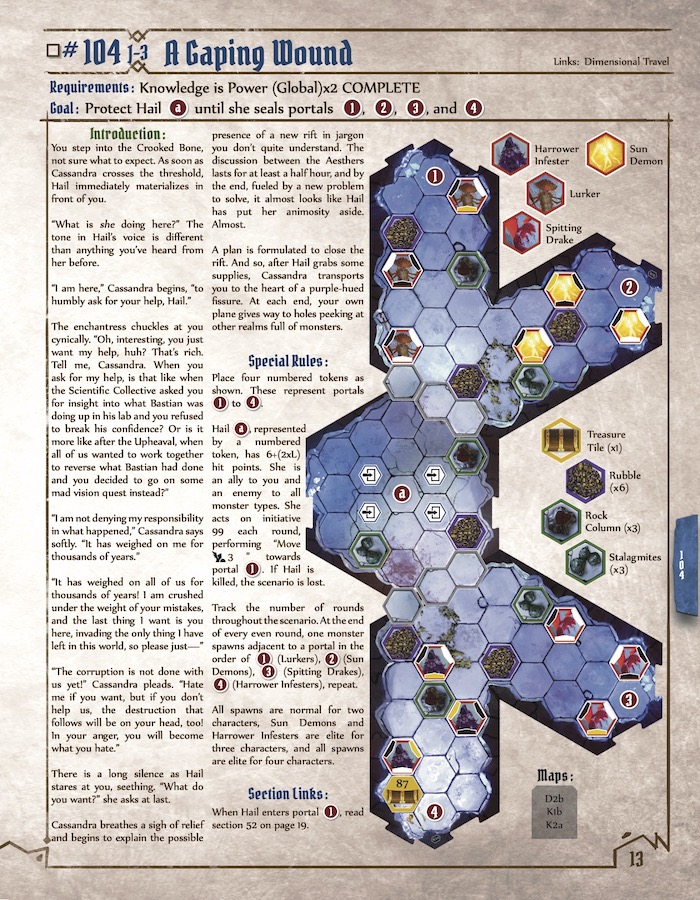 #104 1-3 A Gaping Wound
Links: Dimensional Travel
Requirements: Knowledge is Power (Global)x2 COMPLETE
Goal: Protect Hail a until she seals portals 1, 2, 3, and 4
Introduction:
You step into the Crooked Bone,
not sure what to expect. As soon as
Cassandra crosses the threshold,
Hail immediately materializes in
front of you.
"What is she doing here?" The
tone in Hail's voice is different
than anything you've heard from
her before.
"I am here," Cassandra begins, "to
humbly ask for your help, Hail."
The enchantress chuckles at you
cynically. "Oh, interesting, you just
want my help, huh? That's rich.
Tell me, Cassandra. When you
ask for my help, is that like when
the Scientific Collective asked you
for insight into what Bastian was
doing up in his lab and you refused
to break his confidence? Or is it
more like after the Upheaval, when
all of us wanted to work together
to reverse what Bastian had done
and you decided to go on some
mad vision quest instead?"
"I am not denying my responsibility
in what happened," Cassandra says
softly. "It has weighed on me for
thousands of years."
"It has weighed on all of us for
thousands of years! I am crushed
under the weight of your mistakes,
and the last thing I want is you
here, invading the only thing I have
left in this world, so please just—"
"The corruption is not done with
us yet!" Cassandra pleads. "Hate
me if you want, but if you don't
help us, the destruction that
follows will be on your head, too!
In your anger, you will become
what you hate."
There is a long silence as Hail
stares at you, seething. "What do
you want?" she asks at last.
Cassandra breathes a sigh of relief
and begins to explain the possible
presence of a new rift in jargon
you don't quite understand. The
discussion between the Aesthers
lasts for at least a half hour, and by
the end, fueled by a new problem
to solve, it almost looks like Hail
has put her animosity aside.
Almost.
A plan is formulated to close the
rift. And so, after Hail grabs some
supplies, Cassandra transports
you to the heart of a purple-hued
fissure. At each end, your own
plane gives way to holes peeking at
other realms full of monsters.
Special Rules:
Place four numbered tokens as
shown. These represent portals
1 to 4.
Hail a, represented
by a numbered
token, has 6+(2xL)
hit points. She is
an ally to you and
an enemy to all
monster types. She
acts on initiative
99 each round,
performing "Move
3 " towards
portal 1. If Hail is
killed, the scenario is lost.
Track the number of rounds
throughout the scenario. At the end
of every even round, one monster
spawns adjacent to a portal in the
order of 1 (Lurkers), 2 (Sun
Demons), 3 (Spitting Drakes),
4 (Harrower Infesters), repeat.
All spawns are normal for two
characters, Sun Demons and
Harrower Infesters are elite for
three characters, and all spawns
are elite for four characters.
Section Links:
When Hail enters portal 1, read
section 52 on page 19.
Harrower
Infester
Sun
Demon
Lurker
Spitting
Drake
1
2
a
3
87
4
Treasure
Tile (x1)
Rubble
(x6)
Rock
Column (x3)
Stalagmites
(x3)
104
Maps:
D2b
K1b
K2a
13